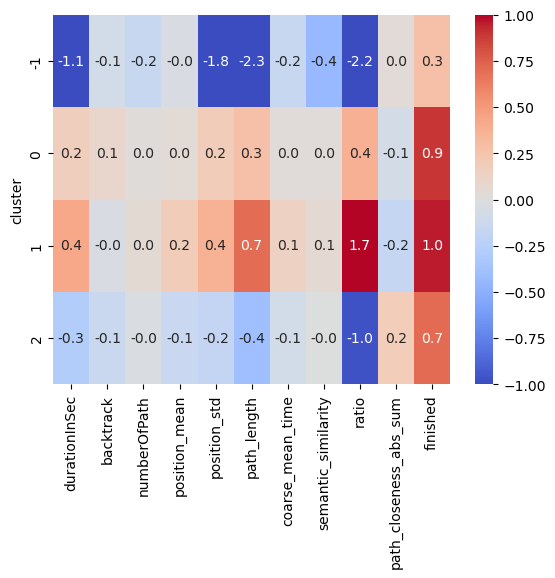 cluster
-1 -1.1 -0.1 -0.2 -0.0 -1.8 -2.3 -0.2 -0.4 -2.2 0.0 0.3
0 0.2 0.1 0.0 0.0 0.2 0.3 0.0 0.0 0.4 -0.1 0.9
1 0.4 -0.0 0.0 0.2 0.4 0.7 0.1 0.1 1.7 -0.2 1.0
2 -0.3 -0.1 -0.0 -0.1 -0.2 -0.4 -0.1 -0.0 -1.0 0.2 0.7
durationInSec
backtrack
numberOfPath
position_mean
position_std
path_length
coarse_mean_time
semantic_similarity
ratio
path_closeness_abs_sum
finished
1.00
0.75
0.50
0.25
0.00
−0.25
−0.50
−0.75
−1.00